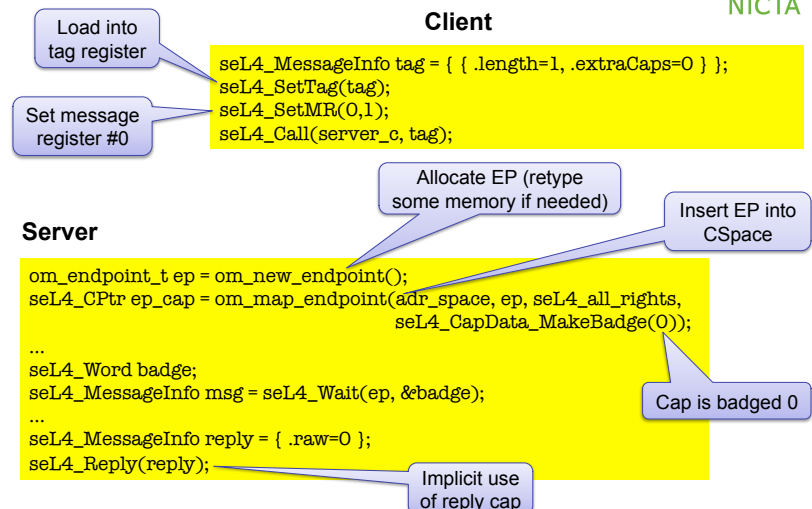 NICTA
Client
Load into
tag register
seL4_MessageInfo tag = { { .length=1, .extraCaps=0 } };
seL4_SetTag(tag);
seL4_SetMR(0,1);
seL4_Call(server_c, tag);
Set message
register #0
Allocate EP (retype
some memory if needed)
Insert EP into
CSpace
Server
om_endpoint_t ep = om_new_endpoint();
seL4_CPtr ep_cap = om_map_endpoint(adr_space, ep, seL4_all_rights,
seL4_CapData_MakeBadge(0));
...
seL4_Word badge;
seL4_MessageInfo msg = seL4_Wait(ep, &badge);
...
seL4_MessageInfo reply = { .raw=0 };
seL4_Reply(reply);
Cap is badged 0
Implicit use
of reply cap